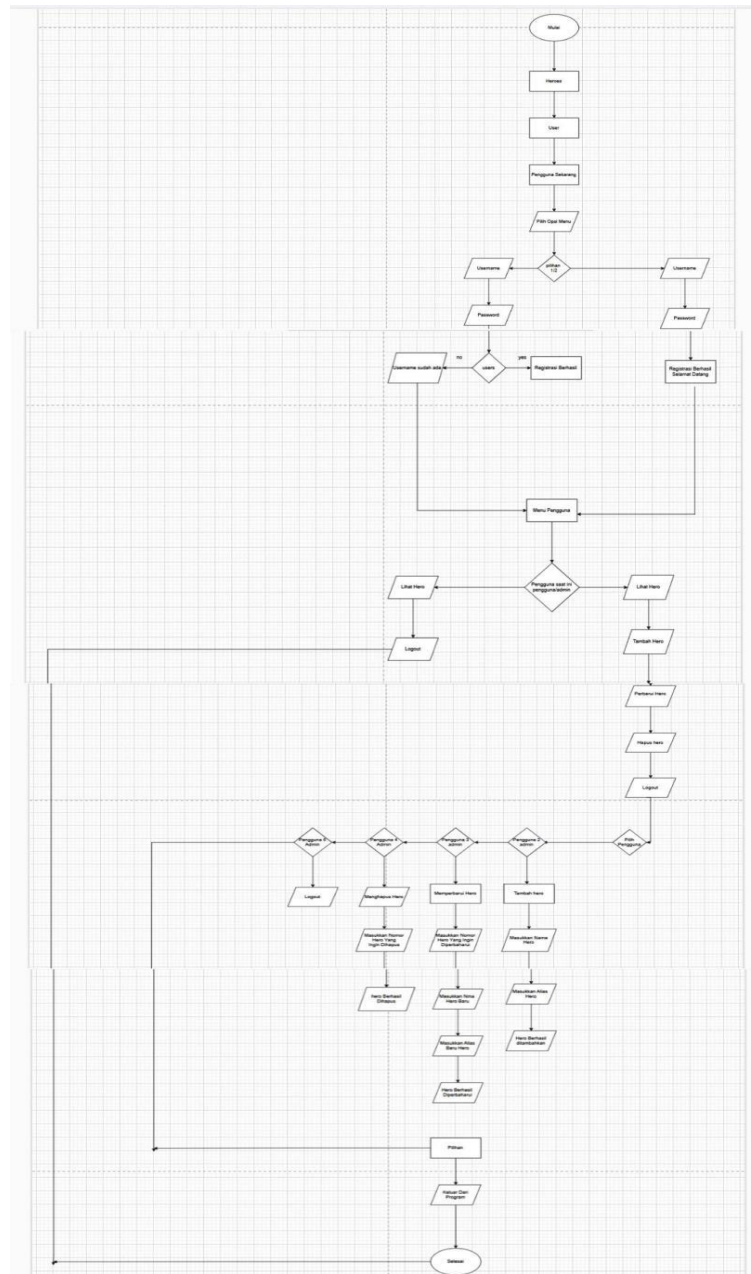 Mulai
Heroes
User
Pengguna Sekarang
Pilih Opsi Menu
pilihan
1/2
Username
Username
Password
Password
no
yes
Username sudah ada
users
Registrasi Berhasil
Registrasi Berhasil
Selamat Datang
Menu Pengguna
Pengguna saat ini
pengguna/admin
Lihat Hero
Lihat Hero
Logout
Tambah Hero
Perbarui Hero
Hapus hero
Logout
Pilih
Pengguna
Pengguna 2
admin
Pengguna 3
admin
Pengguna 4
Admin
Pengguna 5
Admin
Logout
Menghapus Hero
Memperbarui Hero
Tambah hero
Masukkan Nomor
Hero Yang
Ingin Dihapus
Masukkan Nomor
Hero Yang Ingin
Diperbaharui
Masukkan Nama
Hero
hero Berhasil
Dihapus
Masukkan
Hero Baru
Masukkan Alias
Hero
Masukkan Alias
Baru Hero
Hero Berhasil
ditambahkan
Hero Berhasil
Diperbaharui
Pilihan
Keluar Dari
Program
Selesai